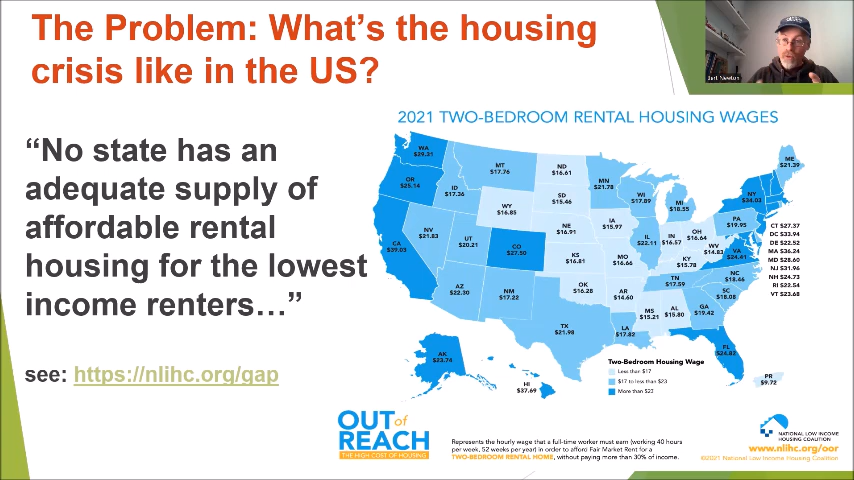 The Problem: What's the housing
crisis like in the US?
Bert Newton
"No state has an
adequate supply of
affordable rental
housing for the lowest
income renters…"
see: https://nlihc.org/gap
2021 TWO-BEDROOM RENTAL HOUSING WAGES
WA
$29.31
OR
$25.14
CA
$39.03
ID
$17.36
NV
$21.83
MT
$17.76
WY
$16.85
UT
$20.21
AZ
$22.30
CO
$27.50
NM
$17.22
ND
$16.61
SD
$15.46
NE
$16.91
KS
$16.81
OK
$16.28
TX
$21.98
MN
$21.78
IA
$15.97
MO
$16.66
AR
$14.60
LA
$17.82
WI
$17.89
IL
$22.11
MI
$18.55
IN
$16.57
OH
$16.64
KY
$15.78
TN
$17.59
MS
$15.21
AL
$15.80
GA
$19.42
FL
$24.82
SC
$18.08
NC
$18.46
VA
$24.41
WV
$14.83
PA
$19.95
NY
$34.03
ME
$21.39
CT $27.37
DC $33.94
DE $22.52
MA $36.24
MD $28.60
NJ $31.96
NH $24.73
RI $22.54
VT $23.68
AK
$23.74
HI
$37.69
PR
$9.72
Two-Bedroom Housing Wage
Less than $17
$17 to less than $23
More than $23
OUT of
REACH
THE HIGH COST OF HOUSING
Represents the hourly wage that a full-time worker must earn (working 40 hours
per week, 52 weeks per year) in order to afford Fair Market Rent for a
TWO-BEDROOM RENTAL HOME, without paying more than 30% of income.
NATIONAL LOW INCOME
HOUSING COALITION
www.nlihc.org/oor
©2021 National Low Income Housing Coalition